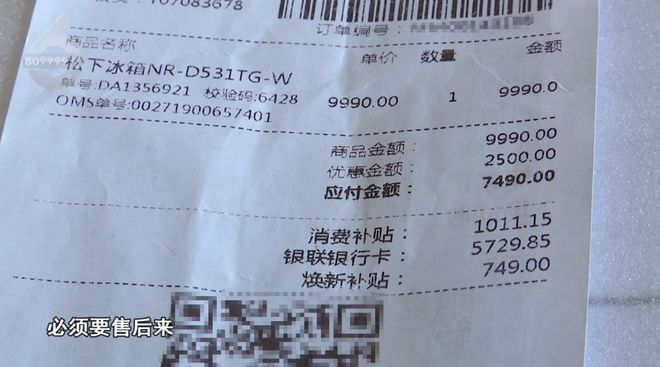 107083678
订单编号:
商品名称 单价 数量 金额
松下冰箱NR-D531TG-W
单号:DA1356921 校验码:6428 9990.00 1 9990.0
OMS单号:00271900657401
商品金额: 9990.00
优惠金额: 2500.00
应付金额: 7490.00
消费补贴: 1011.15
银联银行卡: 5729.85
焕新补贴: 749.00
必须要售后来